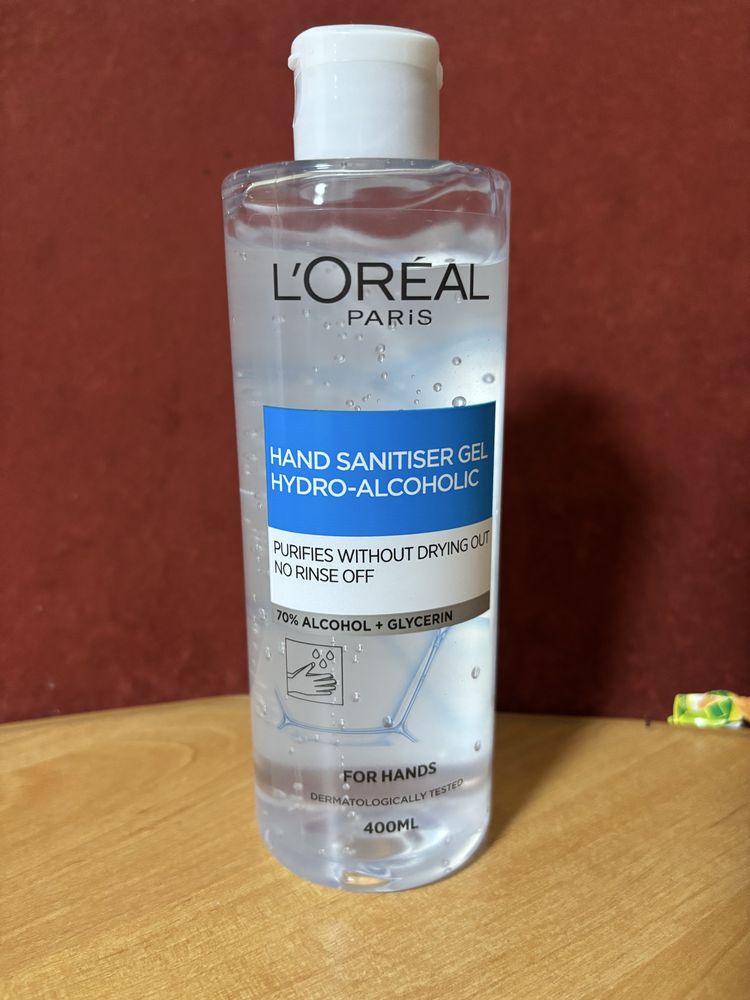 L'ORÉAL
PARiS
HAND SANITISER GEL
HYDRO-ALCOHOLIC
PURIFIES WITHOUT DRYING OUT
NO RINSE OFF
70% ALCOHOL + GLYCERIN
FOR HANDS
DERMATOLOGICALLY TESTED
400ML